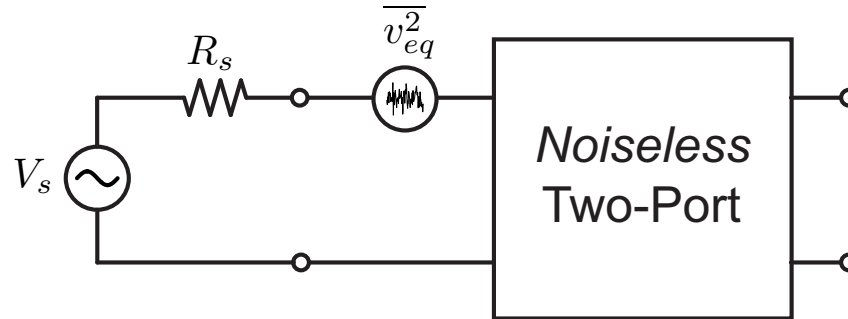 $\overline{v_{eq}^2}$
$R_s$
$V_s$
Noiseless
Two-Port